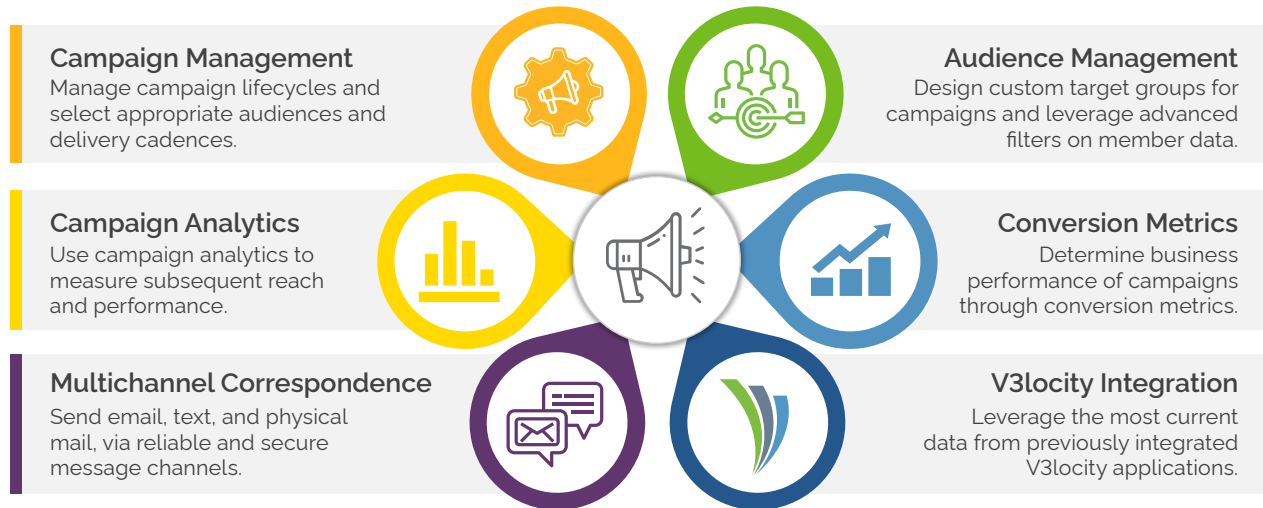 Campaign Management
Manage campaign lifecycles and
select appropriate audiences and
delivery cadences.
Audience Management
Design custom target groups for
campaigns and leverage advanced
filters on member data.
Campaign Analytics
Use campaign analytics to
measure subsequent reach
and performance.
Conversion Metrics
Determine business
performance of campaigns
through conversion metrics.
Multichannel Correspondence
Send email, text, and physical
mail, via reliable and secure
message channels.
V3locity Integration
Leverage the most current
data from previously integrated
V3locity applications.